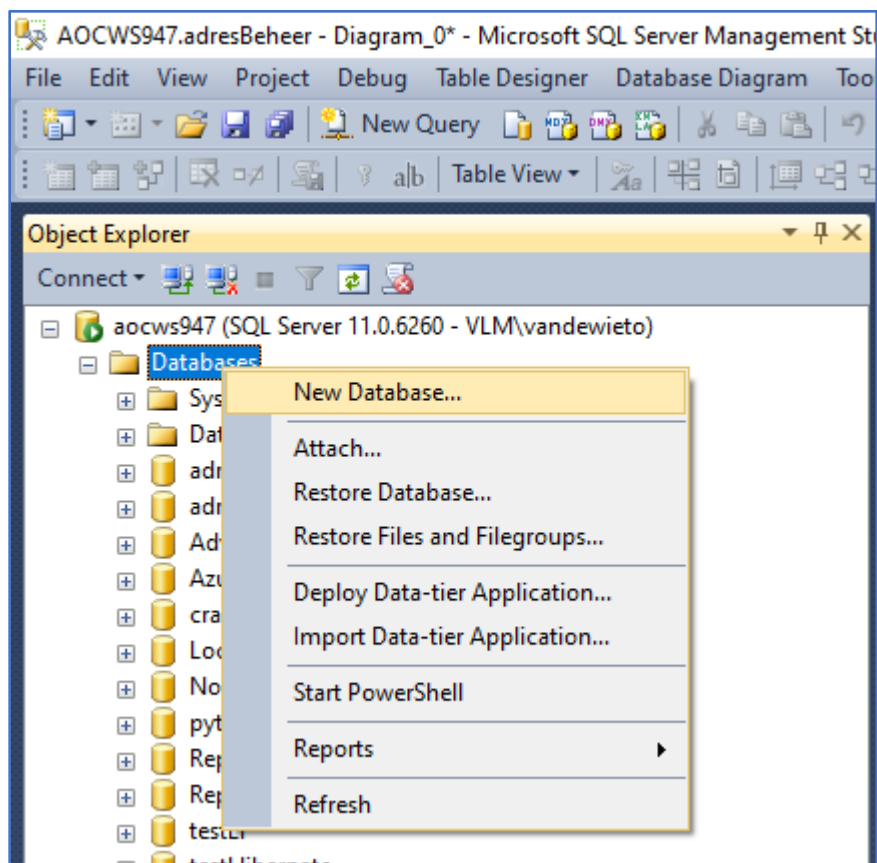 AOCWS947.adresBeheer - Diagram_0* - Microsoft SQL Server Management
File Edit View Project Debug Table Designer Database Diagram
New Query
Table View
Object Explorer
Connect
aocws947 (SQL Server 11.0.6260 - VLM\vandewieto)
Databases
New Database...
Attach...
Restore Database...
Restore Files and Filegroups...
Deploy Data-tier Application...
Import Data-tier Application...
Start PowerShell
Reports
Refresh